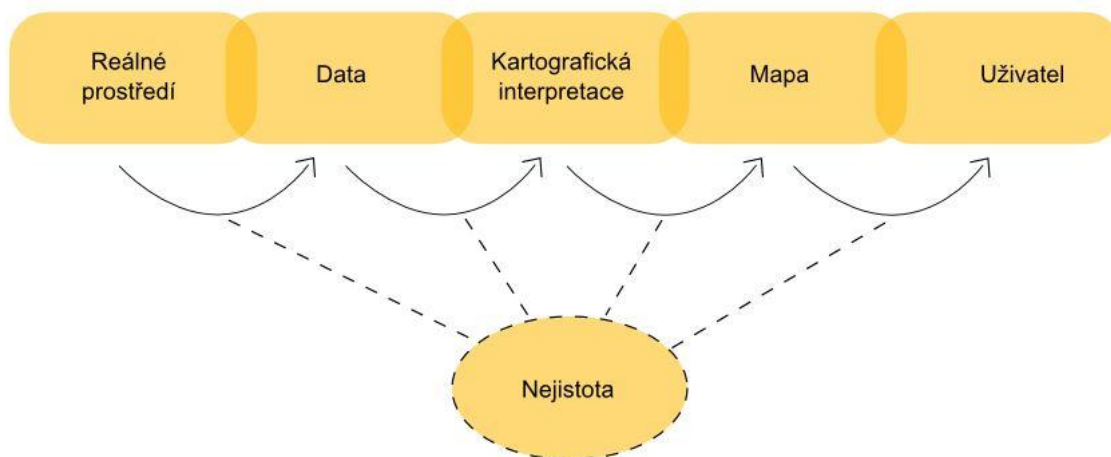 Reálné
prostředí
Data
Kartografická
interpretace
Mapa
Uživatel
Nejistota